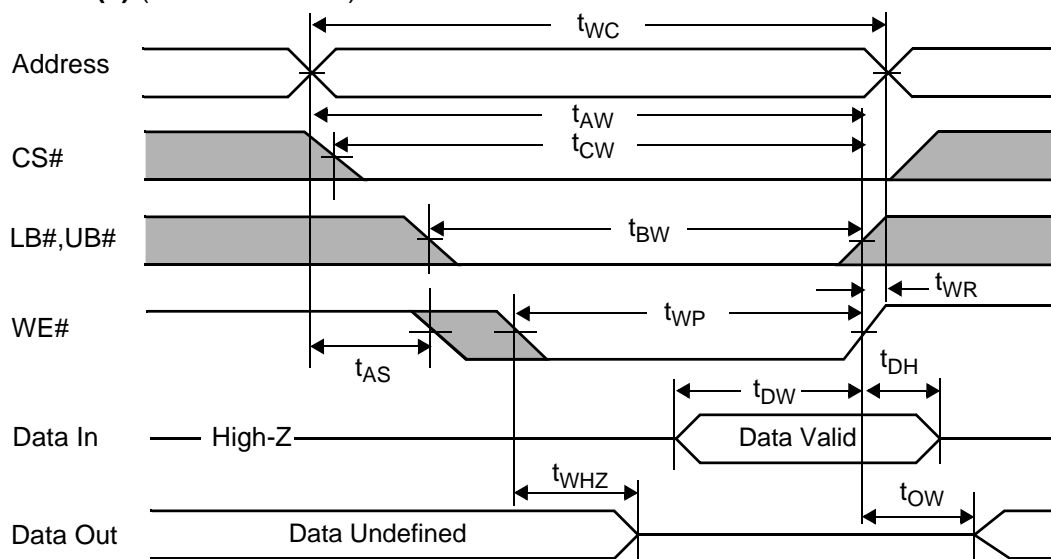 tWC
Address
tAW
tCW
CS#
LB#,UB#
tBW
tWR
WE#
tWP
tAS
tDH
tDW
Data In
High-Z
Data Valid
tWHZ
tOW
Data Out
Data Undefined